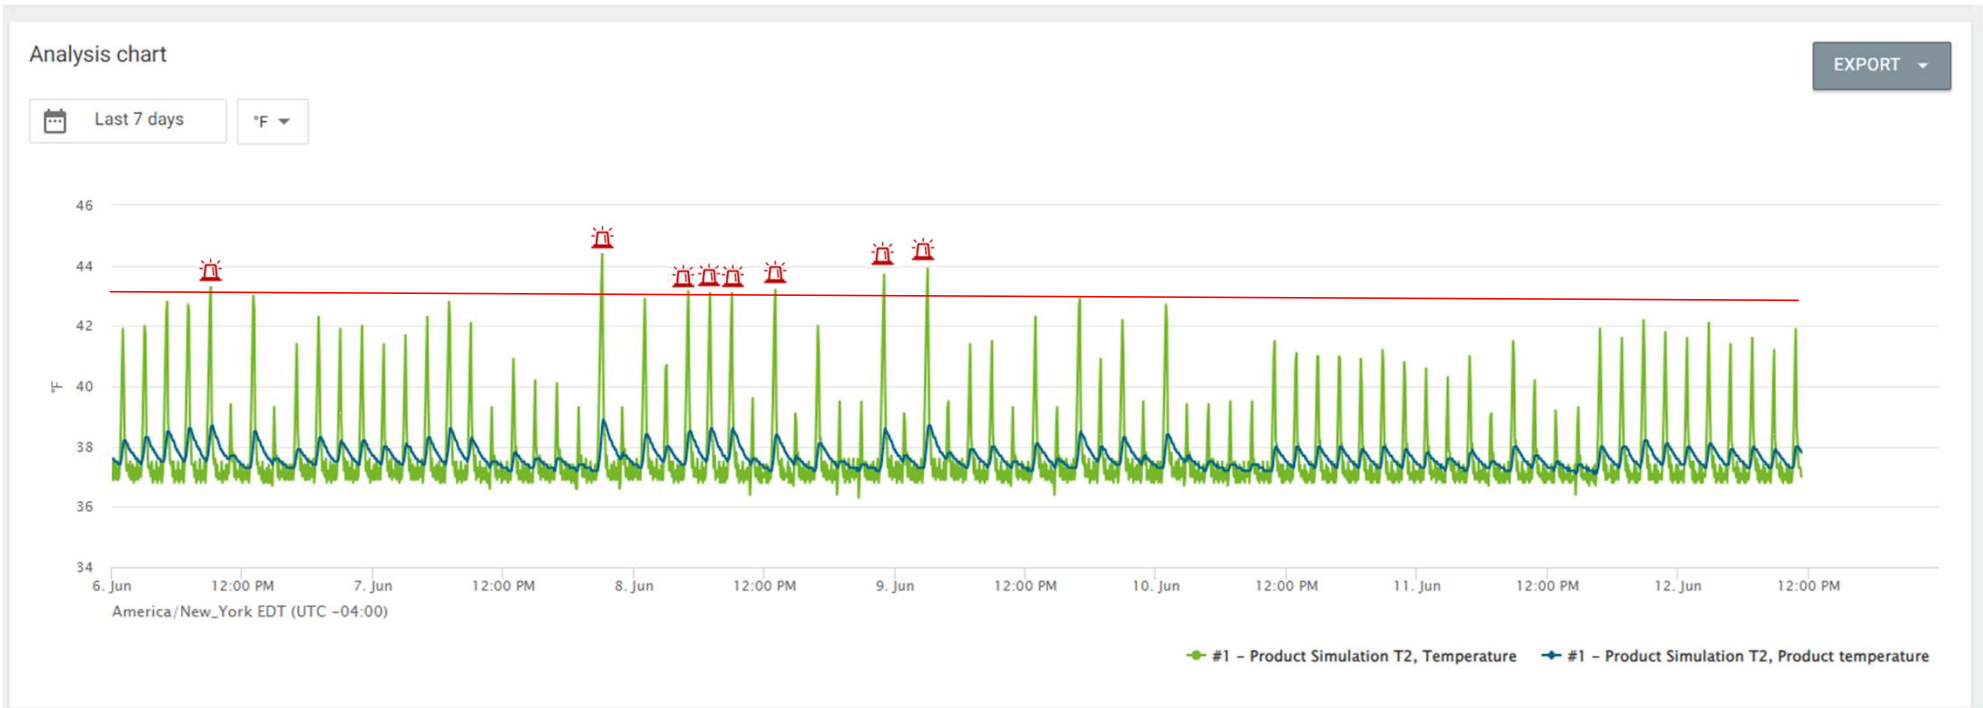 Analysis chart
EXPORT
Last 7 days
°F
46
44
42
40
38
36
34
°F
6. Jun 12:00 PM 7. Jun 12:00 PM 8. Jun 12:00 PM 9. Jun 12:00 PM 10. Jun 12:00 PM 11. Jun 12:00 PM 12. Jun 12:00 PM
America/New_York EDT (UTC −04:00)
#1 – Product Simulation T2, Temperature #1 – Product Simulation T2, Product temperature